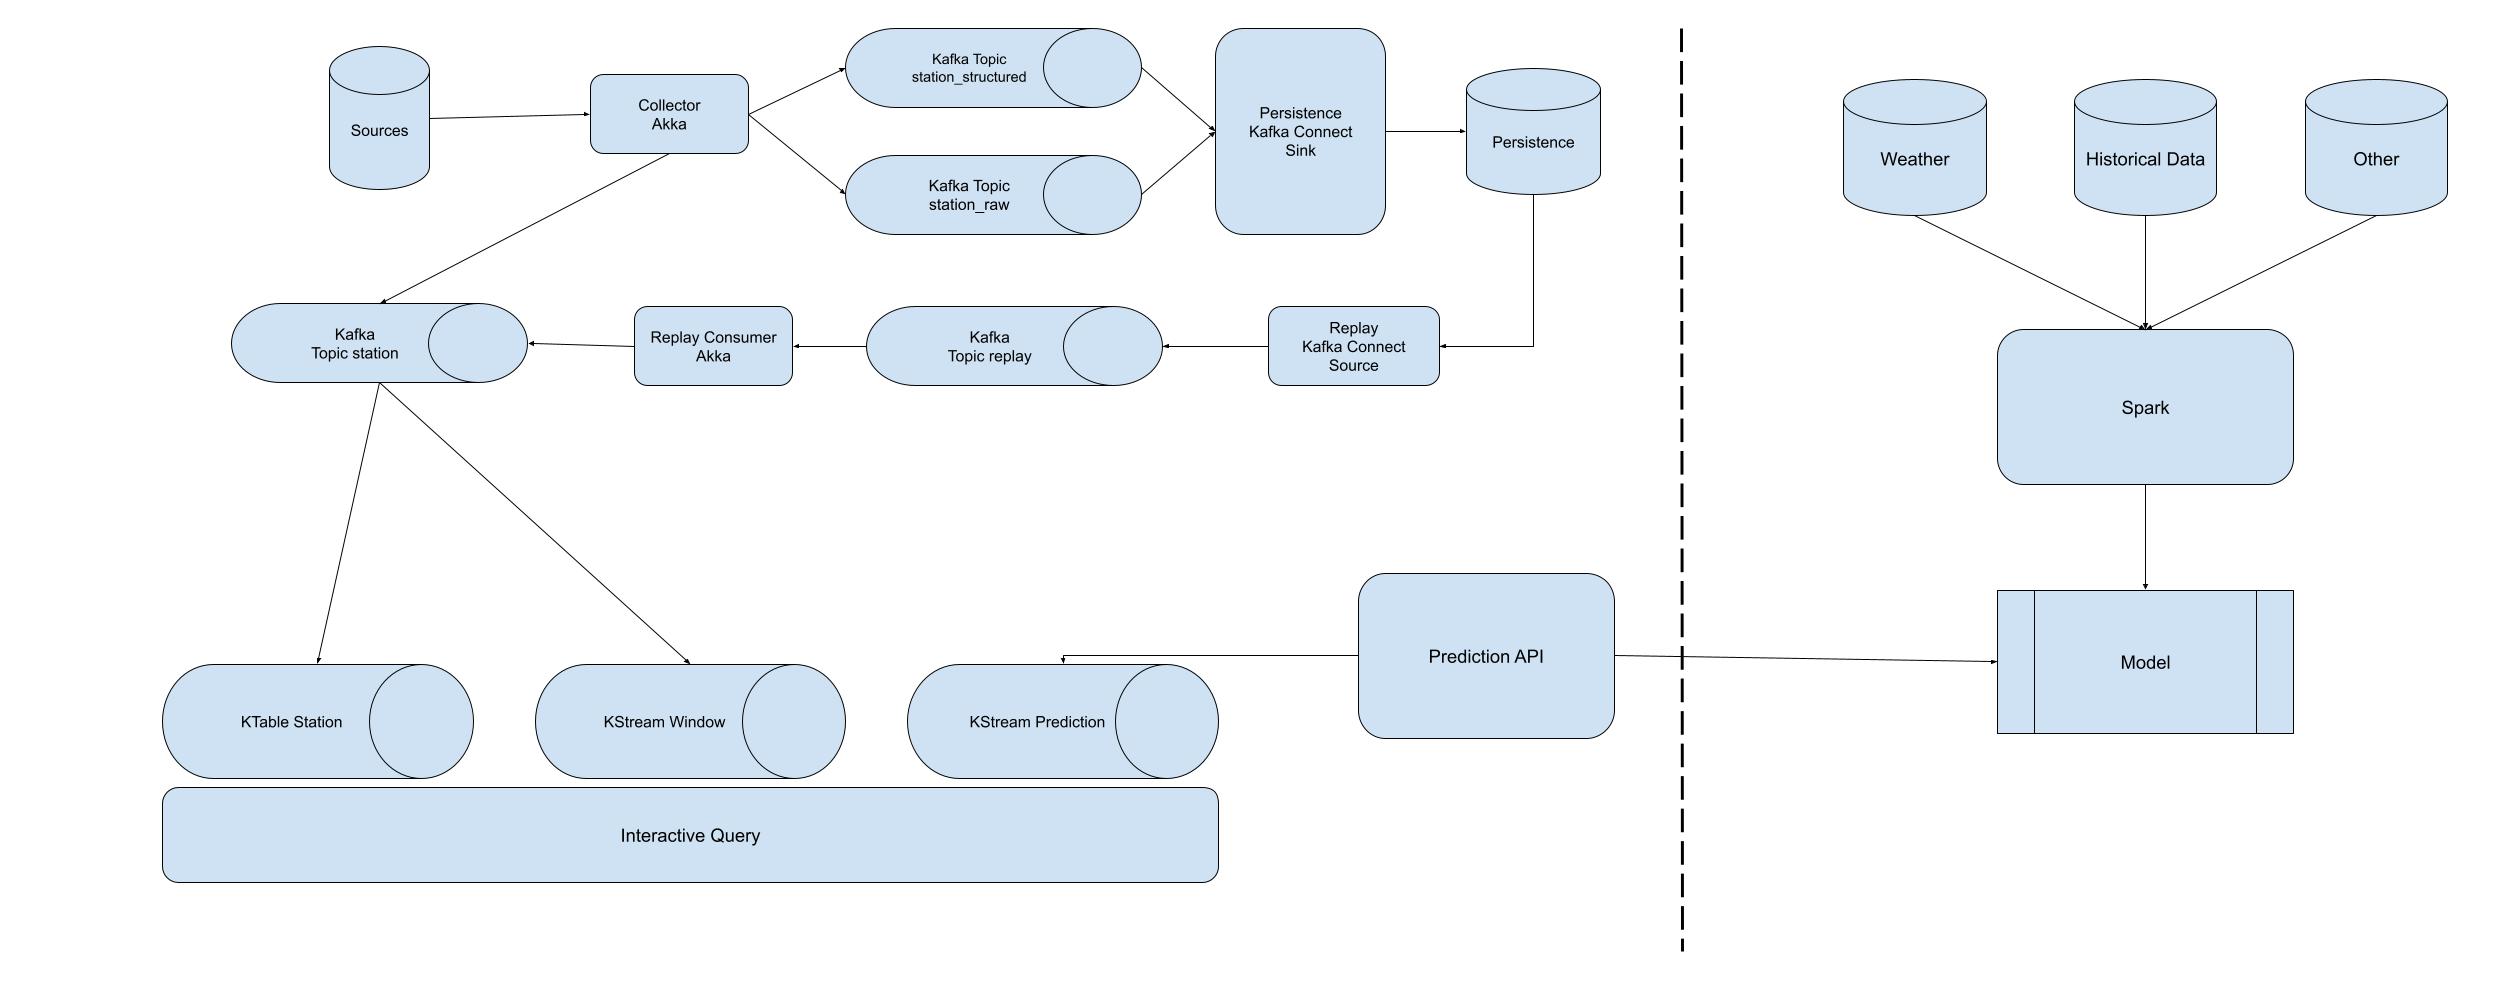 Sources
Collector
Akka
Kafka Topic
station_structured
Kafka Topic
station_raw
Persistence
Kafka Connect
Sink
Persistence
Weather
Historical Data
Other
Kafka
Topic station
Replay Consumer
Akka
Kafka
Topic replay
Replay
Kafka Connect
Source
Spark
Prediction API
Model
KTable Station
KStream Window
KStream Prediction
Interactive Query